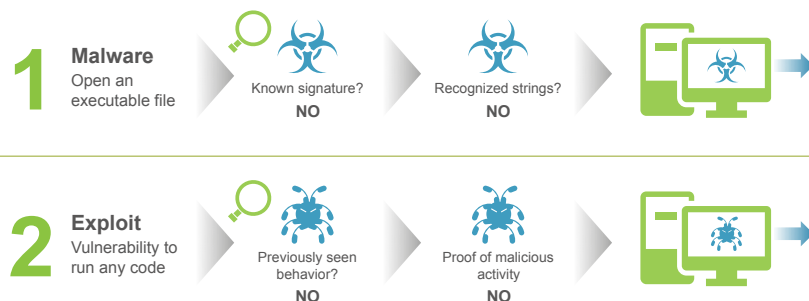 1
Malware
Open an
executable file
Known signature?
NO
Recognized strings?
NO
2
Exploit
Vulnerability to
run any code
Previously seen
behavior?
NO
Proof of malicious
activity
NO